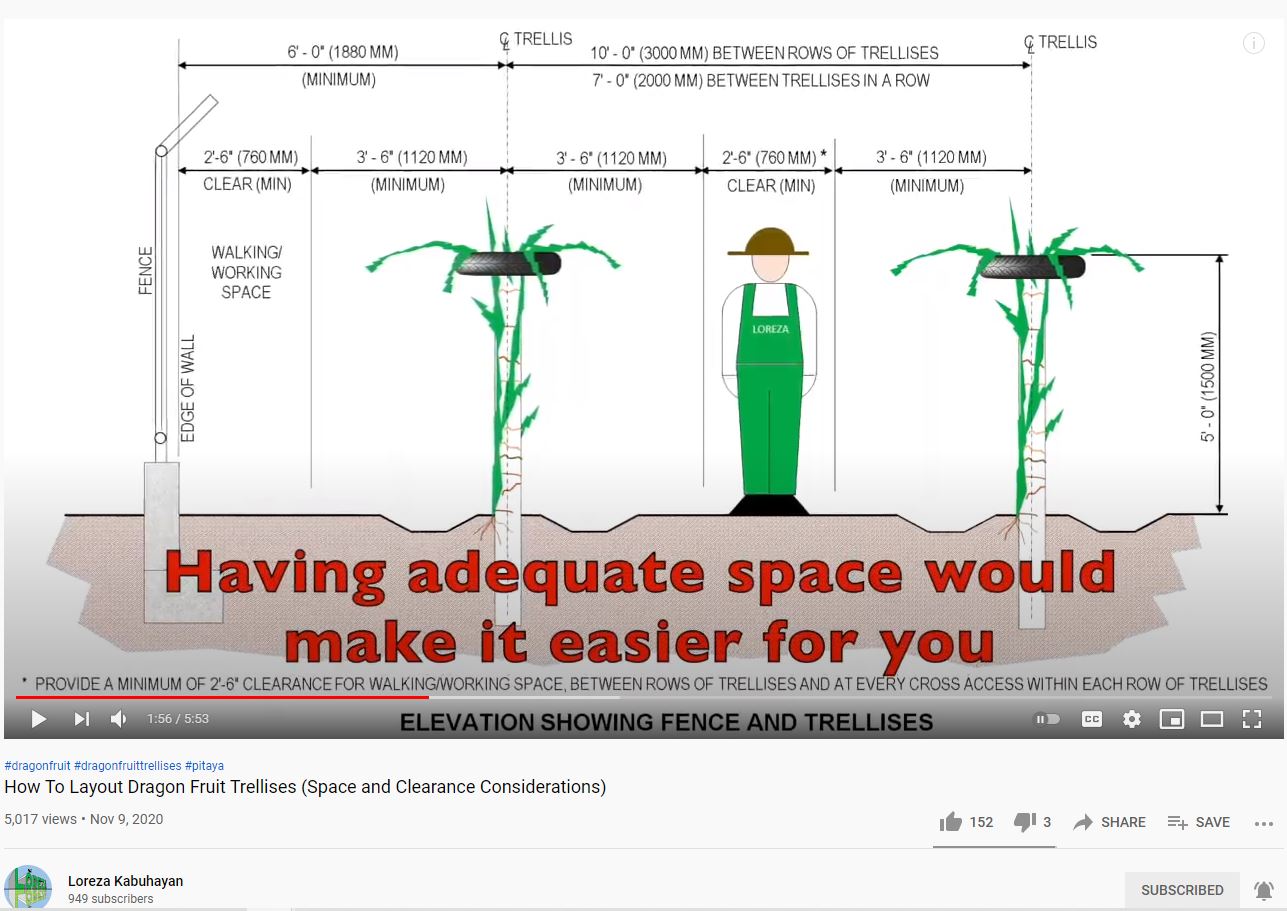 ℄ TRELLIS
℄ TRELLIS
6' - 0" (1880 MM)
(MINIMUM)
10' - 0" (3000 MM) BETWEEN ROWS OF TRELLISES
7' - 0" (2000 MM) BETWEEN TRELLISES IN A ROW
2'-6" (760 MM)
CLEAR (MIN)
3' - 6" (1120 MM)
(MINIMUM)
3' - 6" (1120 MM)
(MINIMUM)
2'-6" (760 MM) *
CLEAR (MIN)
3' - 6" (1120 MM)
(MINIMUM)
FENCE
EDGE OF WALL
WALKING/
WORKING
SPACE
LOREZA
5' - 0" (1500 MM)
Having adequate space would
make it easier for you
* PROVIDE A MINIMUM OF 2'-6" CLEARANCE FOR WALKING/WORKING SPACE, BETWEEN ROWS OF TRELLISES AND AT EVERY CROSS ACCESS WITHIN EACH ROW OF TRELLISES
1:56 / 5:53
CC
ELEVATION SHOWING FENCE AND TRELLISES
#dragonfruit #dragonfruittrellises #pitaya
How To Layout Dragon Fruit Trellises (Space and Clearance Considerations)
5,017 views • Nov 9, 2020
152
3
SHARE
SAVE
Loreza Kabuhayan
949 subscribers
SUBSCRIBED